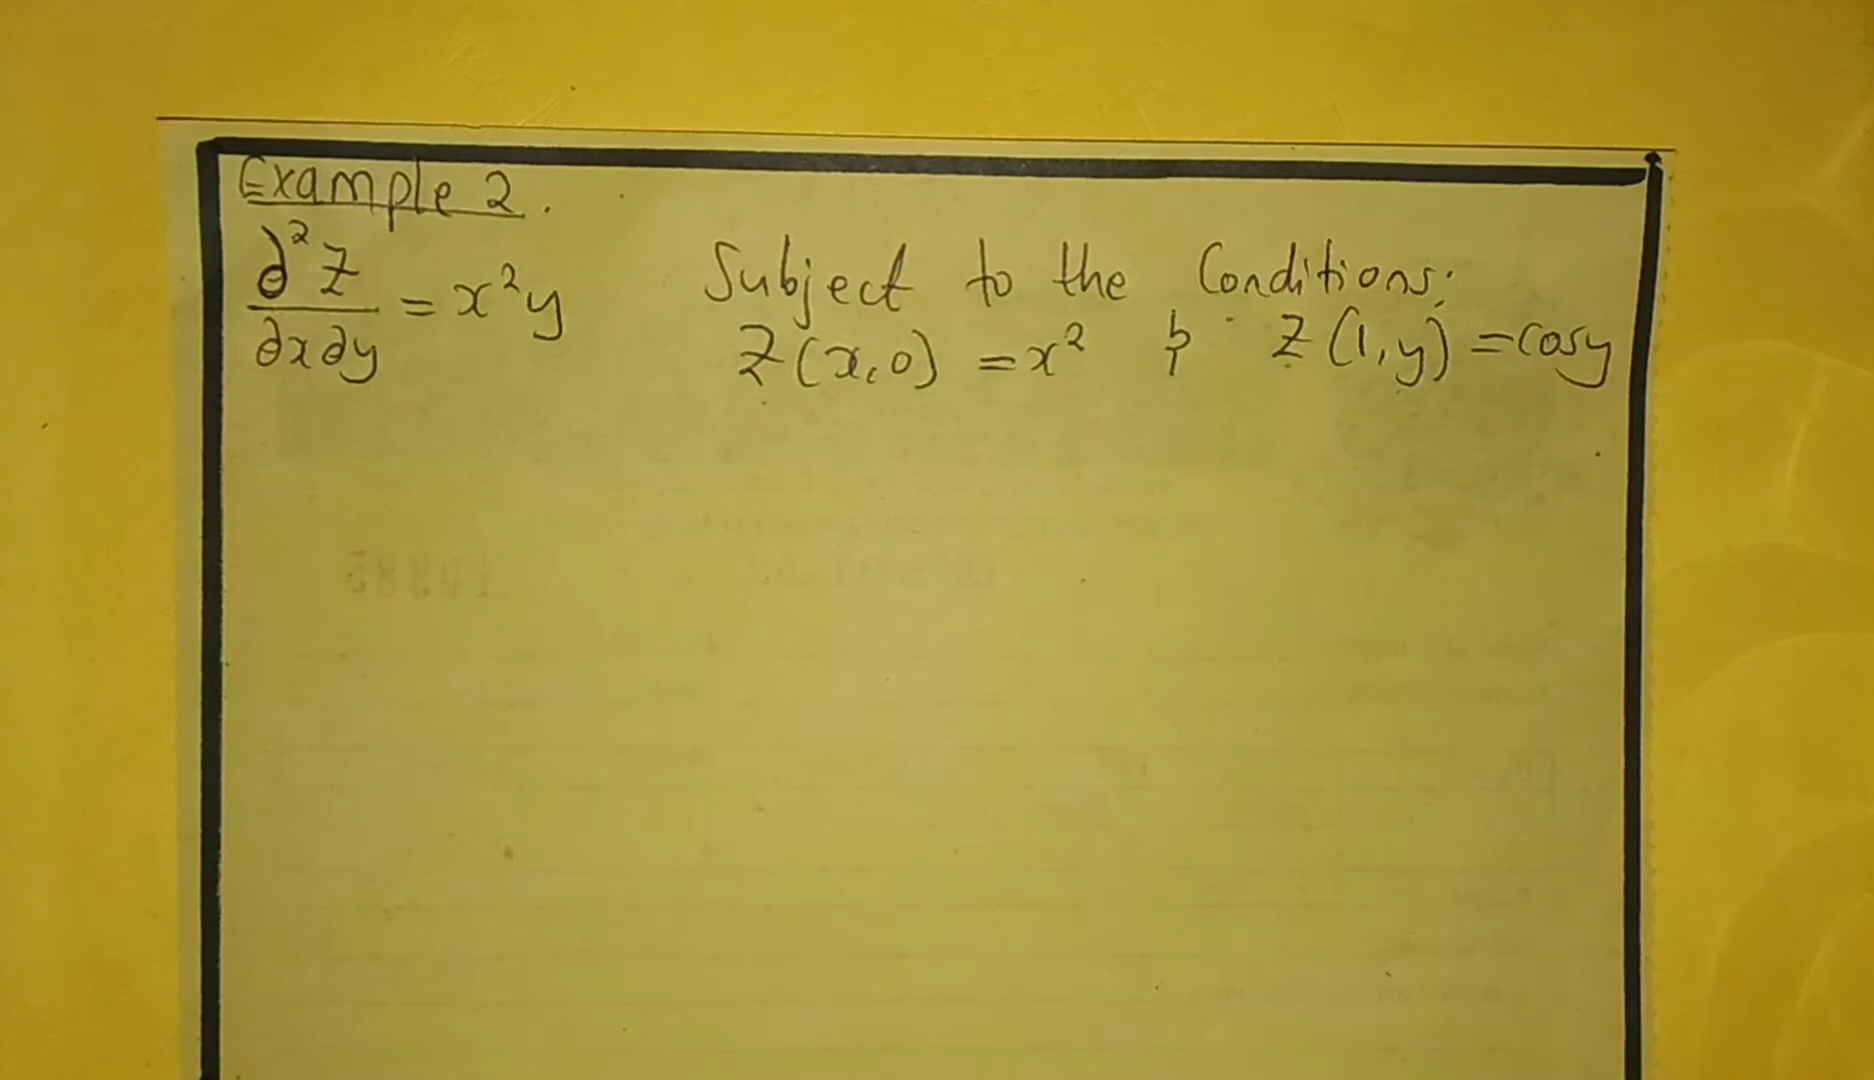 Example 2.
∂²z/∂x∂y = x²y Subject to the Conditions:
z(x,0) = x² & z(1,y) = cosy